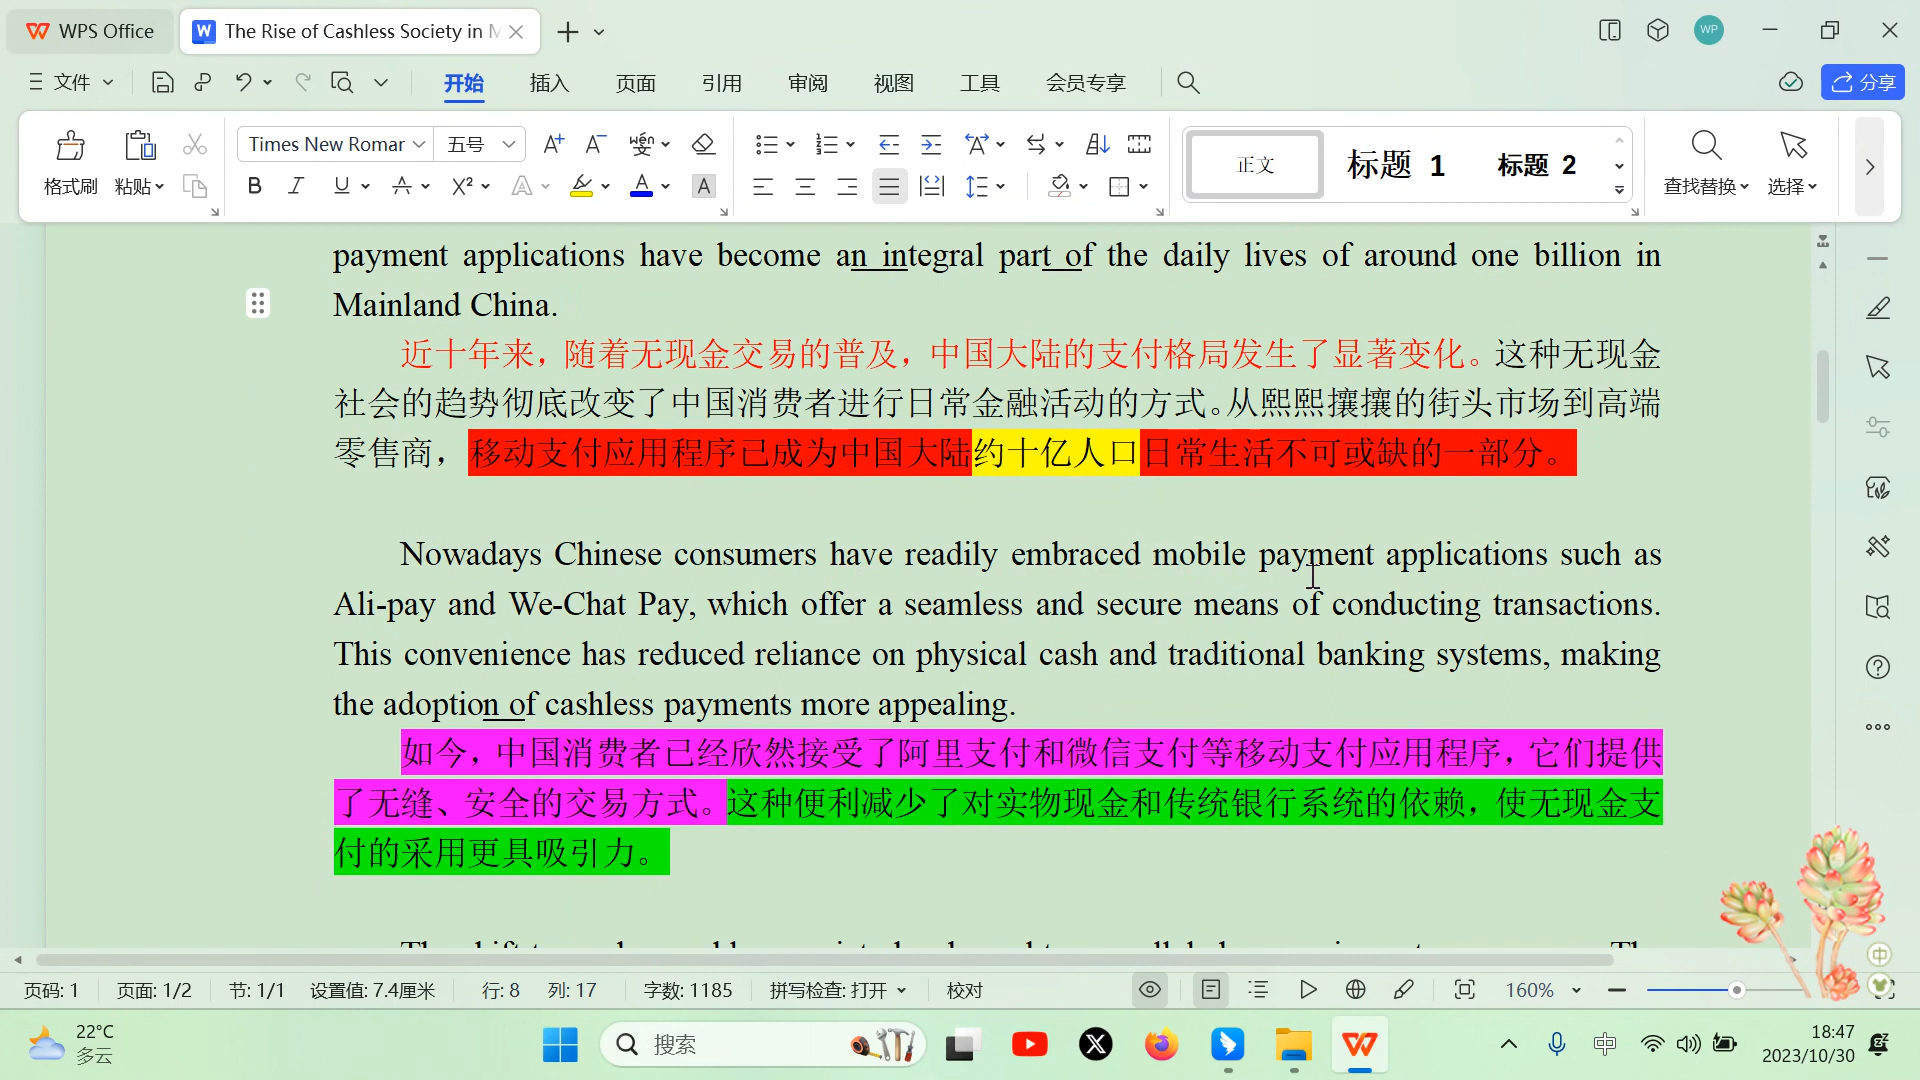 WPS Office
The Rise of Cashless Society in M
WP
文件
开始
插入
页面
引用
审阅
视图
工具
会员专享
分享
格式刷
粘贴
Times New Romar
五号
正文
标题 1
标题 2
查找替换
选择
payment applications have become an integral part of the daily lives of around one billion in
Mainland China.
近十年来，随着无现金交易的普及，中国大陆的支付格局发生了显著变化。这种无现金
社会的趋势彻底改变了中国消费者进行日常金融活动的方式。从熙熙攘攘的街头市场到高端
零售商，移动支付应用程序已成为中国大陆约十亿人口日常生活不可或缺的一部分。
Nowadays Chinese consumers have readily embraced mobile payment applications such as
Ali-pay and We-Chat Pay, which offer a seamless and secure means of conducting transactions.
This convenience has reduced reliance on physical cash and traditional banking systems, making
the adoption of cashless payments more appealing.
如今，中国消费者已经欣然接受了阿里支付和微信支付等移动支付应用程序，它们提供
了无缝、安全的交易方式。这种便利减少了对实物现金和传统银行系统的依赖，使无现金支
付的采用更具吸引力。
页码: 1
页面: 1/2
节: 1/1
设置值: 7.4厘米
行: 8
列: 17
字数: 1185
拼写检查: 打开
校对
160%
22°C
多云
搜索
中
中
18:47
2023/10/30